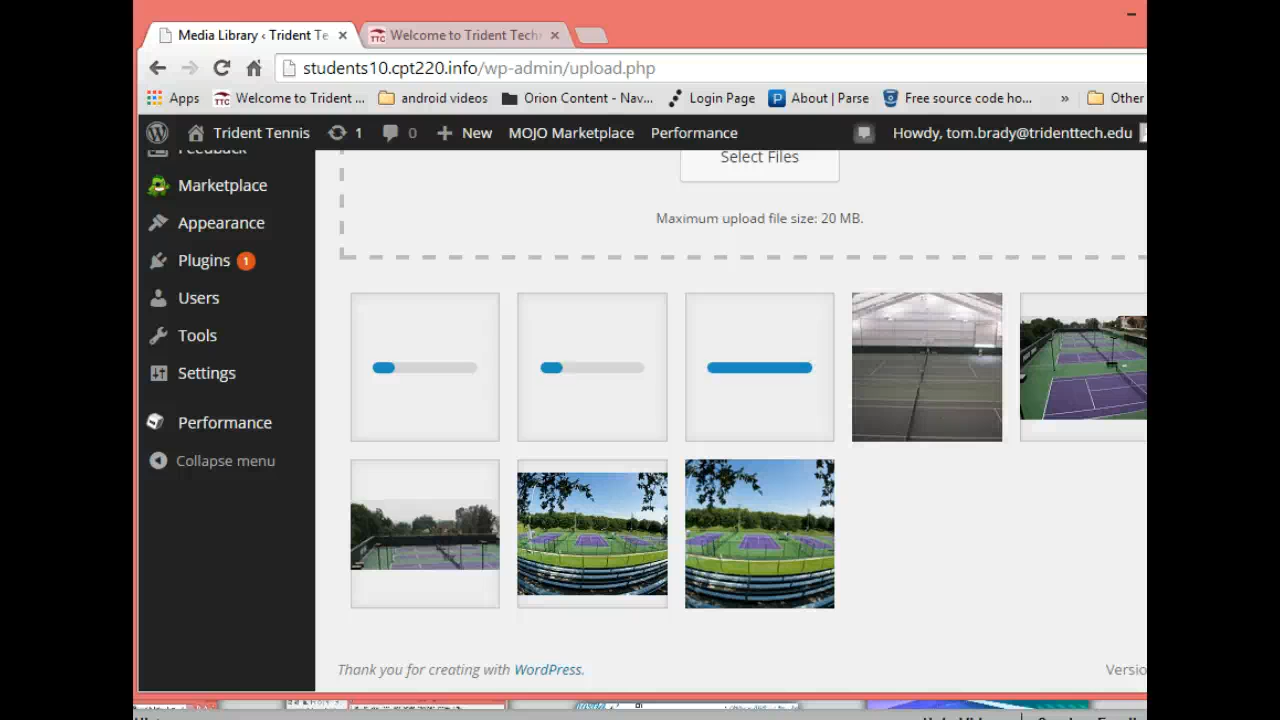 Media Library ‹ Trident Te
Welcome to Trident Tech
students10.cpt220.info/wp-admin/upload.php
Apps
TTC Welcome to Trident ...
android videos
Orion Content - Nav...
Login Page
P About | Parse
Free source code ho...
»
Other
Trident Tennis
1
0
New
MOJO Marketplace
Performance
Howdy, tom.brady@tridenttech.edu
Feedback
Marketplace
Appearance
Plugins 1
Users
Tools
Settings
Performance
Collapse menu
Select Files
Maximum upload file size: 20 MB.
Thank you for creating with WordPress.
Versio